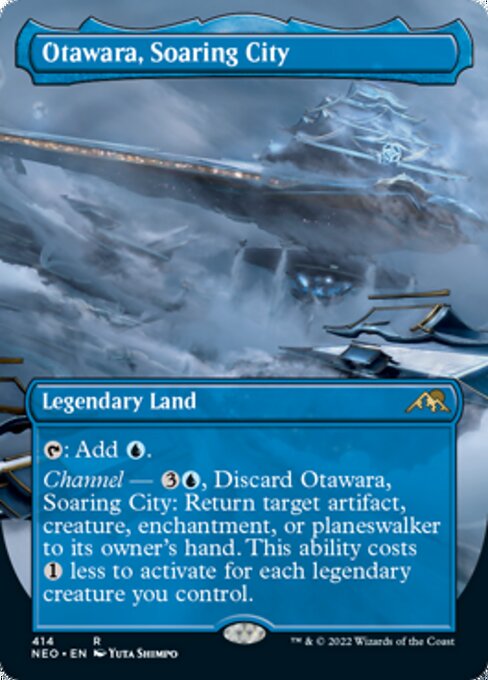 Otawara, Soaring City
Legendary Land
: Add .
Channel — 3, Discard Otawara,
Soaring City: Return target artifact,
creature, enchantment, or planeswalker
to its owner's hand. This ability costs
1 less to activate for each legendary
creature you control.
414 R
NEO • EN Yuta Shimpo
™ & © 2022 Wizards of the Coast